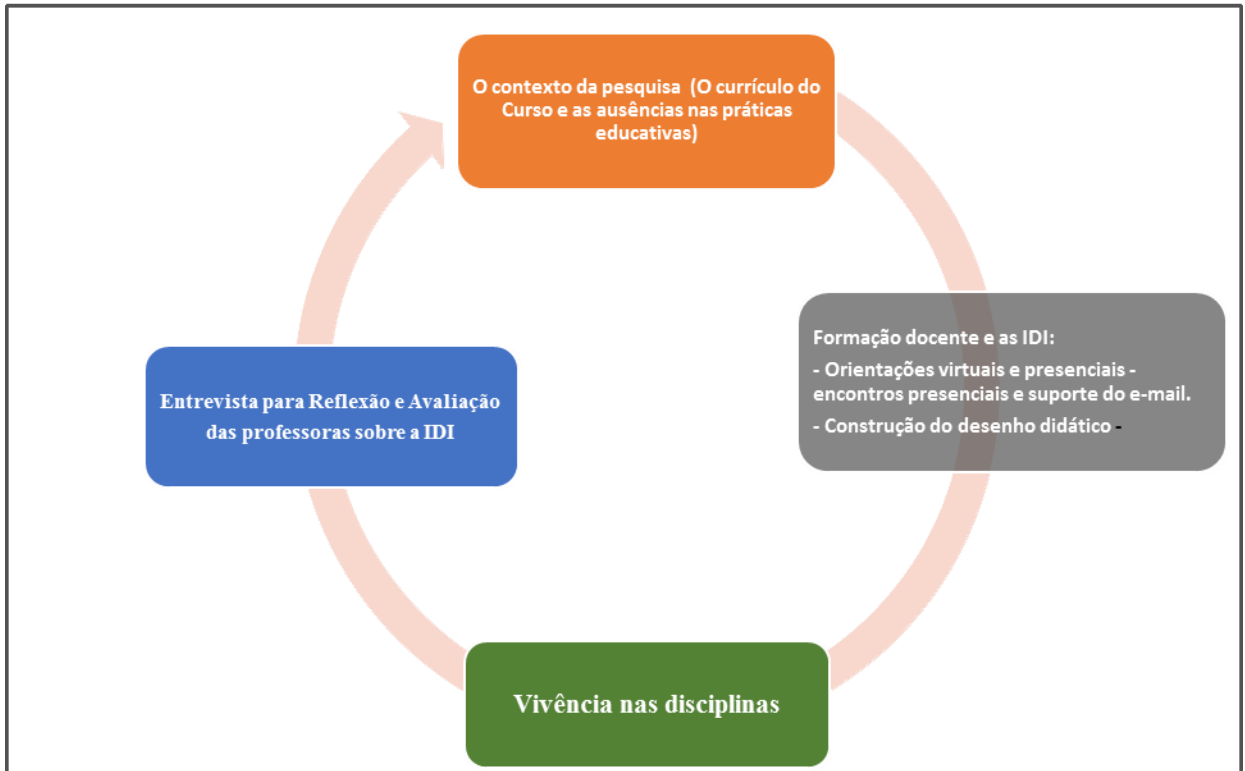 O contexto da pesquisa (O currículo do
Curso e as ausências nas práticas
educativas)
Formação docente e as IDI:
- Orientações virtuais e presenciais -
encontros presenciais e suporte do e-mail.
- Construção do desenho didático -
Entrevista para Reflexão e Avaliação
das professoras sobre a IDI
Vivência nas disciplinas